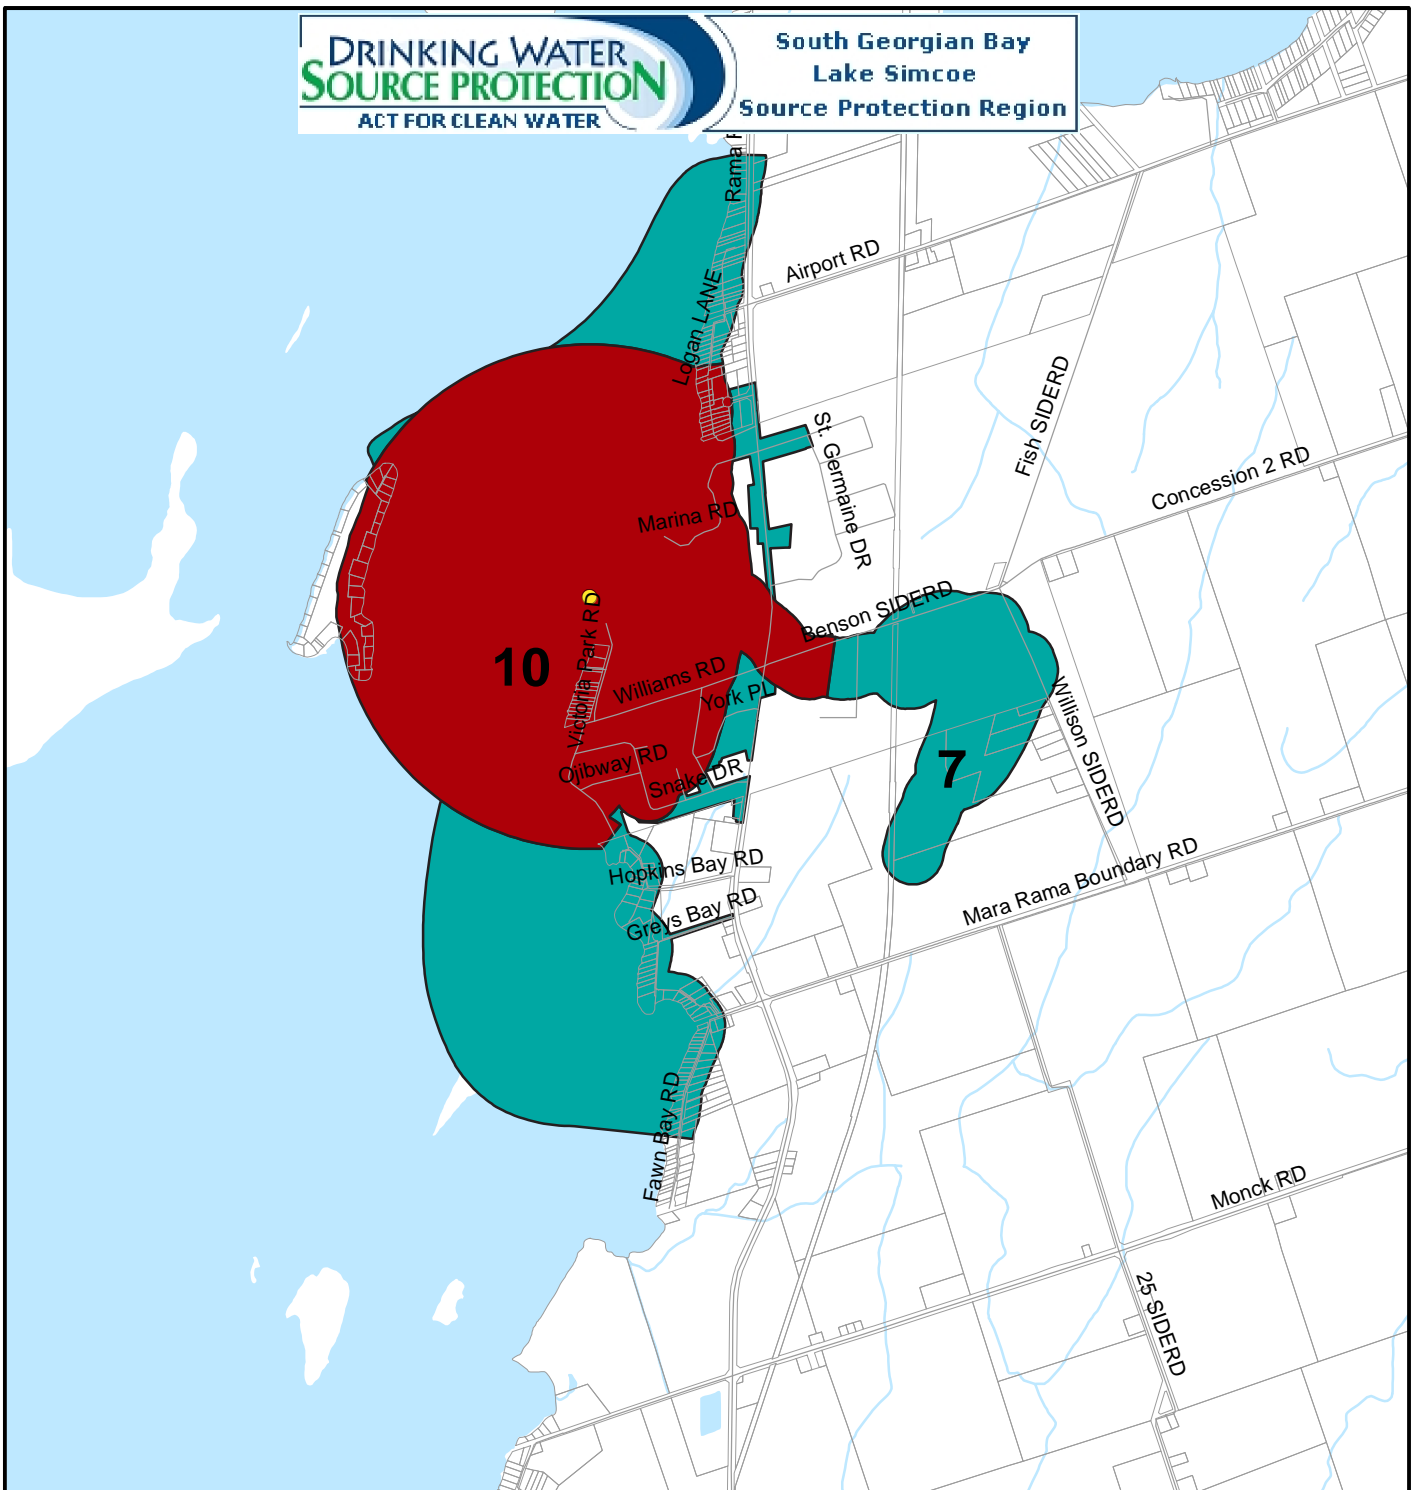 DRINKING WATER
SOURCE PROTECTION
ACT FOR CLEAN WATER
South Georgian Bay
Lake Simcoe
Source Protection Region
Rama
Airport RD
Logan LANE
Fish SIDERD
St. Germaine DR
Concession 2 RD
Marina RD
Benson SIDERD
Victoria Park RD
10
Williams RD
York PL
Willison SIDERD
Ojibway RD
Snake DR
7
Hopkins Bay RD
Mara Rama Boundary RD
Greys Bay RD
Fawn Bay RD
Monck RD
25 SIDERD